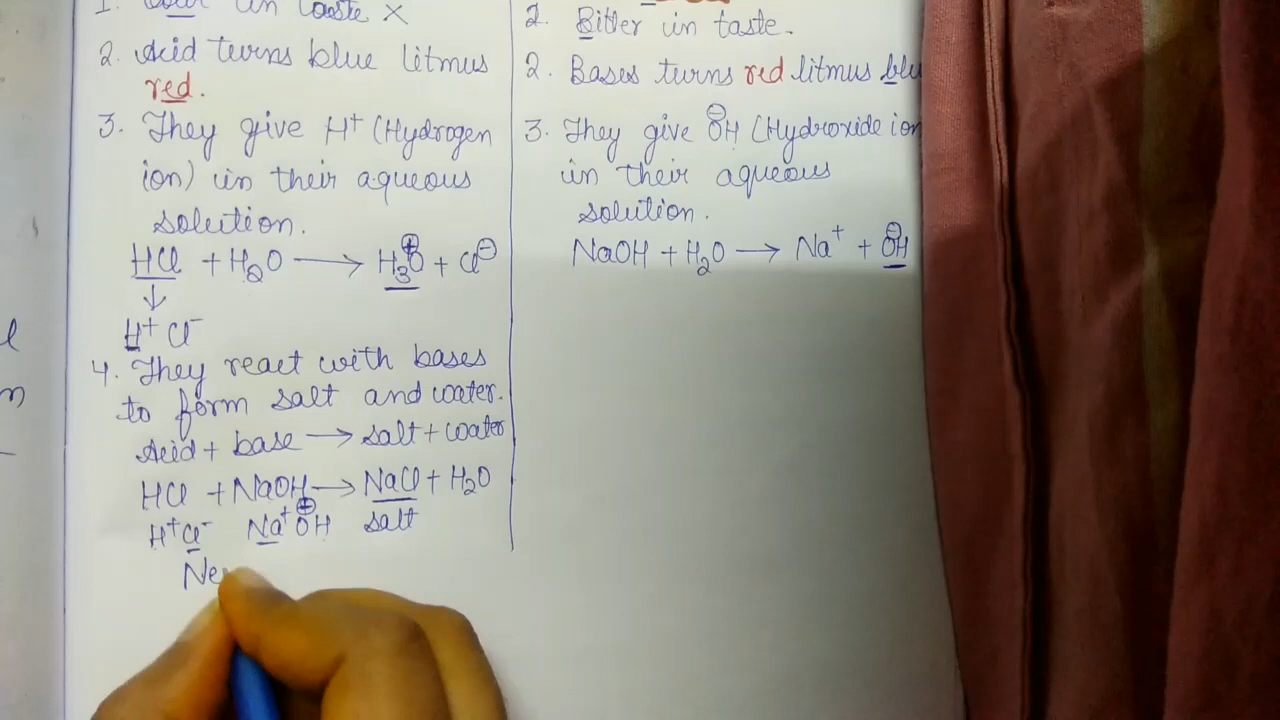 1. Sour in taste X
2. Acid turns blue litmus
red.
3. They give H⁺ (Hydrogen
ion) in their aqueous
solution.
HCl + H₂O → H₃O⊕ + Cl⊖
↓
H⁺ Cl⁻
4. They react with bases
to form salt and water.
Acid + base → salt + water
HCl + NaOH → NaCl + H₂O
H⁺Cl⁻ Na⁺ O⊕H salt
Ne
2. Bitter in taste.
2. Bases turns red litmus blu
3. They give O⊖H (Hydroxide ion
in their aqueous
solution.
NaOH + H₂O → Na⁺ + O⊖H
l
n